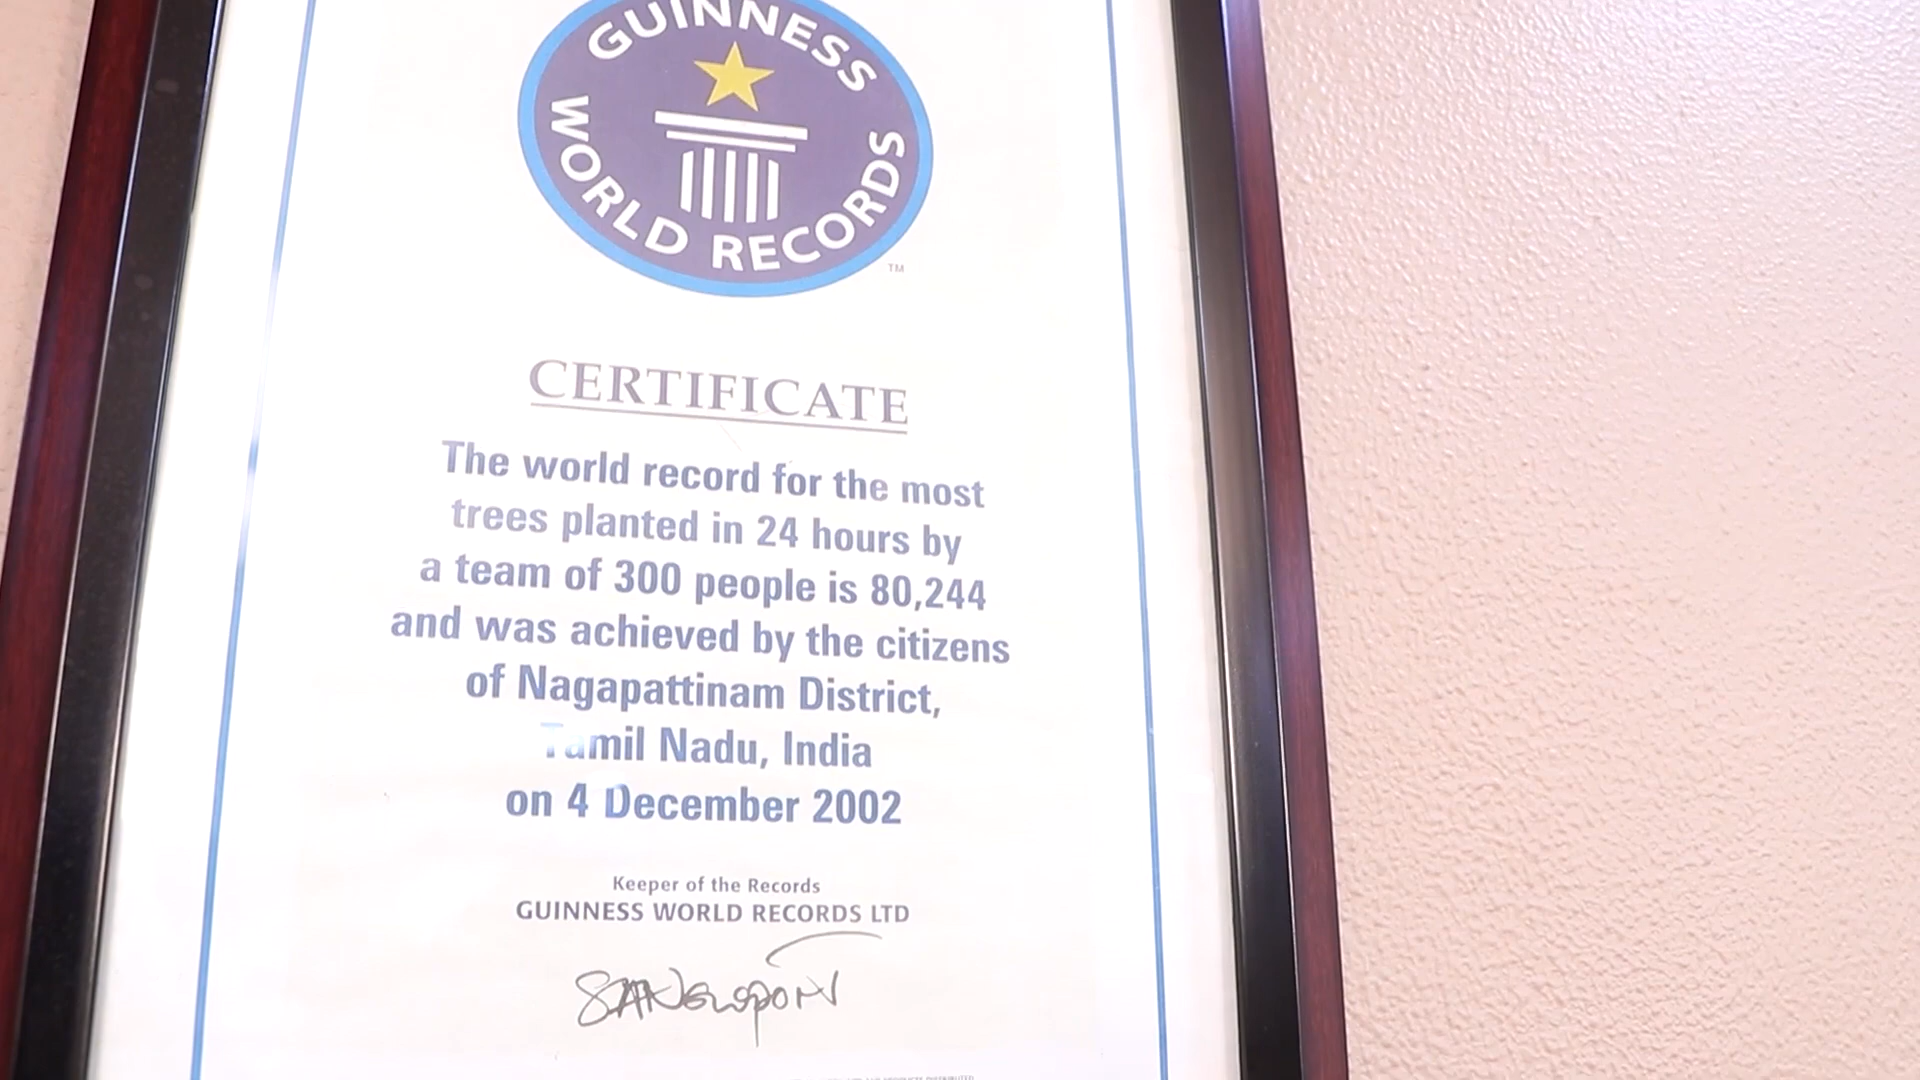 GUINNESS
WORLD RECORDS
TM
CERTIFICATE
The world record for the most
trees planted in 24 hours by
a team of 300 people is 80,244
and was achieved by the citizens
of Nagapattinam District,
Tamil Nadu, India
on 4 December 2002
Keeper of the Records
GUINNESS WORLD RECORDS LTD